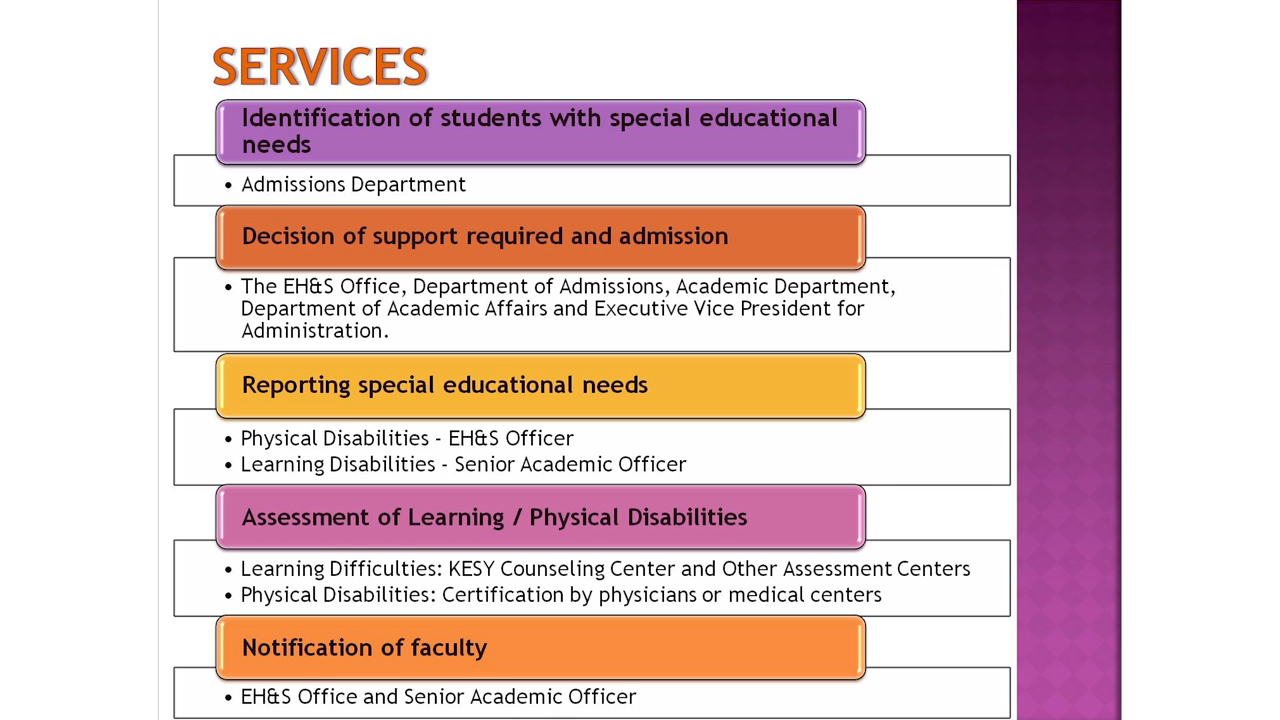 SERVICES
Identification of students with special educational
needs
• Admissions Department
Decision of support required and admission
• The EH&S Office, Department of Admissions, Academic Department,
Department of Academic Affairs and Executive Vice President for
Administration.
Reporting special educational needs
• Physical Disabilities - EH&S Officer
• Learning Disabilities - Senior Academic Officer
Assessment of Learning / Physical Disabilities
• Learning Difficulties: KESY Counseling Center and Other Assessment Centers
• Physical Disabilities: Certification by physicians or medical centers
Notification of faculty
• EH&S Office and Senior Academic Officer